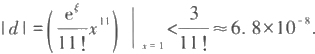 |d| = (e^ξ/11! x^11)|_{x=1} < 3/11! ≈ 6. 8×10^{-8}.